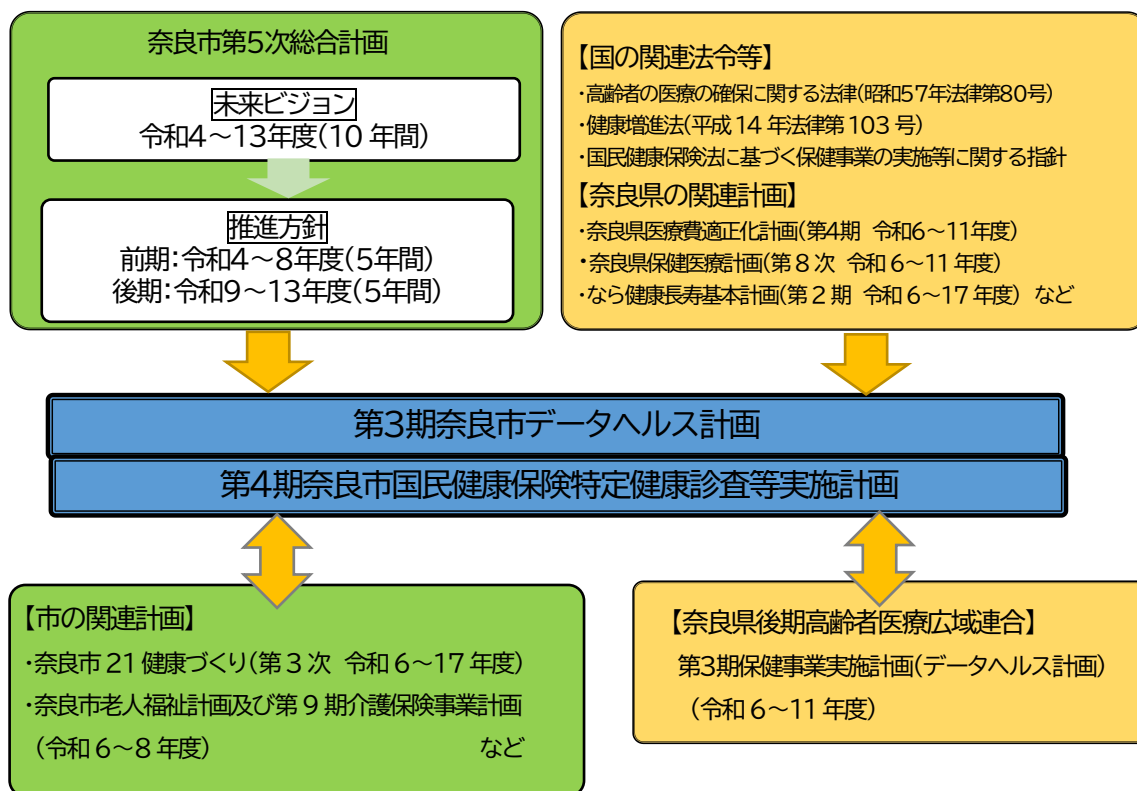 奈良市第5次総合計画
未来ビジョン
令和4～13年度(10 年間)
推進方針
前期:令和4～8年度(5年間)
後期:令和9～13年度(5年間)
【国の関連法令等】
・高齢者の医療の確保に関する法律(昭和57年法律第80号)
・健康増進法(平成 14 年法律第 103 号)
・国民健康保険法に基づく保健事業の実施等に関する指針
【奈良県の関連計画】
・奈良県医療費適正化計画(第4期 令和6～11年度)
・奈良県保健医療計画(第 8 次 令和 6～11 年度)
・なら健康長寿基本計画(第 2 期 令和 6～17 年度) など
第3期奈良市データヘルス計画
第4期奈良市国民健康保険特定健康診査等実施計画
【市の関連計画】
・奈良市 21 健康づくり(第 3 次 令和 6～17 年度)
・奈良市老人福祉計画及び第 9 期介護保険事業計画
(令和 6～8 年度) など
【奈良県後期高齢者医療広域連合】
第3期保健事業実施計画(データヘルス計画)
(令和 6～11 年度)